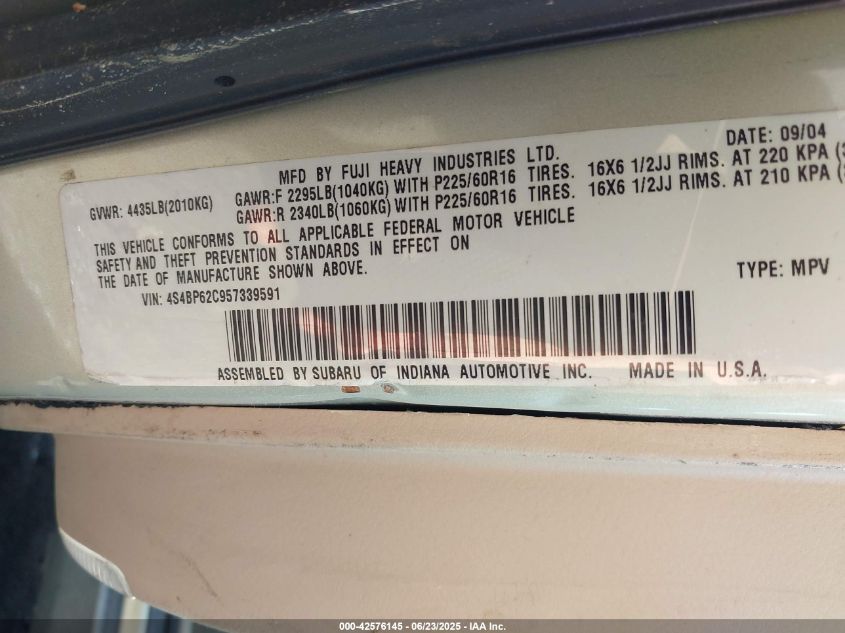 DATE: 09/04
MFD BY FUJI HEAVY INDUSTRIES LTD.
GVWR: 4435LB(2010KG)
GAWR:F 2295LB(1040KG) WITH P225/60R16 TIRES. 16X6 1/2JJ RIMS. AT 220 KPA
GAWR:R 2340LB(1060KG) WITH P225/60R16 TIRES. 16X6 1/2JJ RIMS. AT 210 KPA
THIS VEHICLE CONFORMS TO ALL APPLICABLE FEDERAL MOTOR VEHICLE
SAFETY AND THEFT PREVENTION STANDARDS IN EFFECT ON
THE DATE OF MANUFACTURE SHOWN ABOVE.
TYPE: MPV
VIN: 4S4BP62C957339591
ASSEMBLED BY SUBARU OF INDIANA AUTOMOTIVE INC. MADE IN U.S.A.
000-42576145 - 06/23/2025 - IAA Inc.